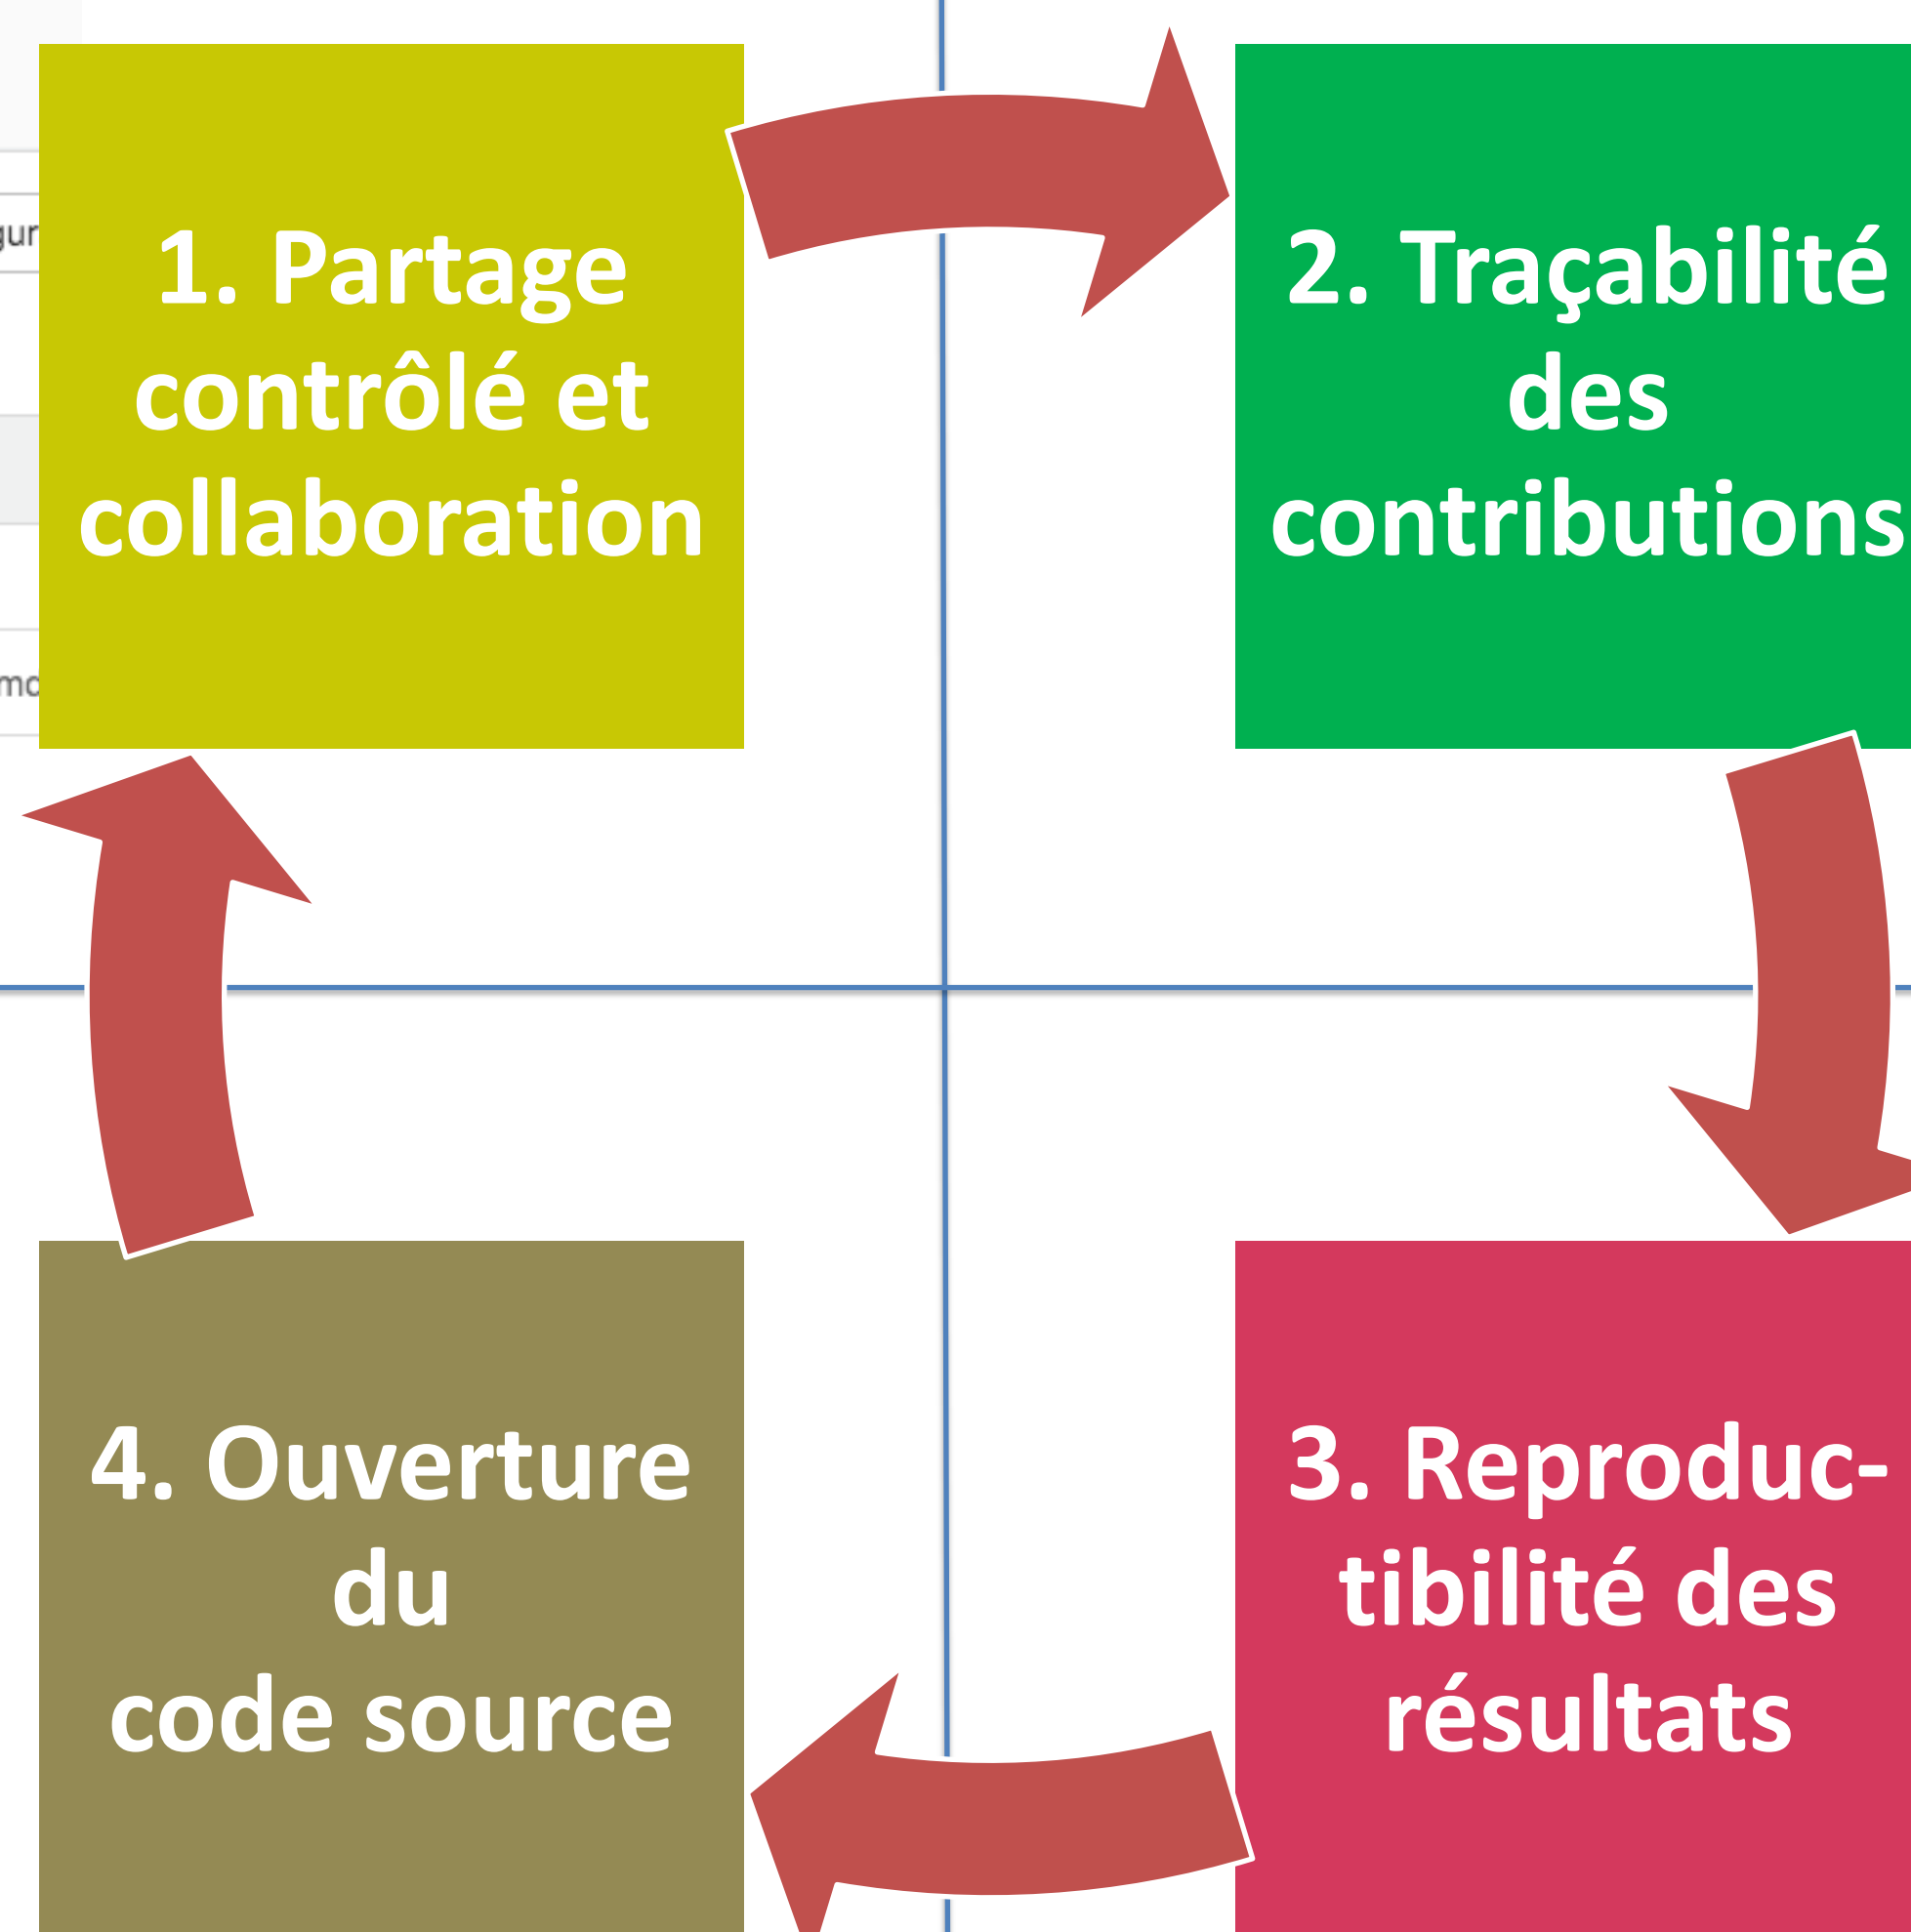 1. Partage
contrôlé et
collaboration
2. Traçabilité
des
contributions
4. Ouverture
du
code source
3. Reproduc-
tibilité des
résultats